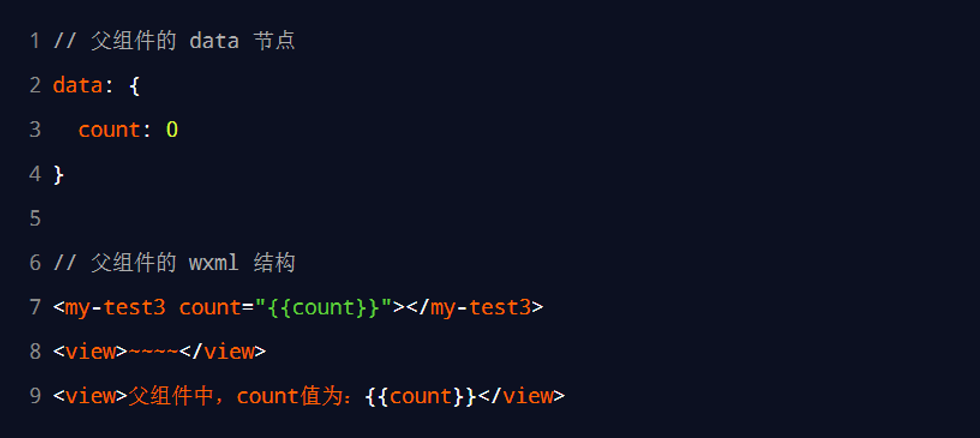 1 // 父组件的 data 节点
2 data: {
3   count: 0
4 }
5
6 // 父组件的 wxml 结构
7 <my-test3 count="{{count}}"></my-test3>
8 <view>~~~~</view>
9 <view>父组件中，count值为：{{count}}</view>